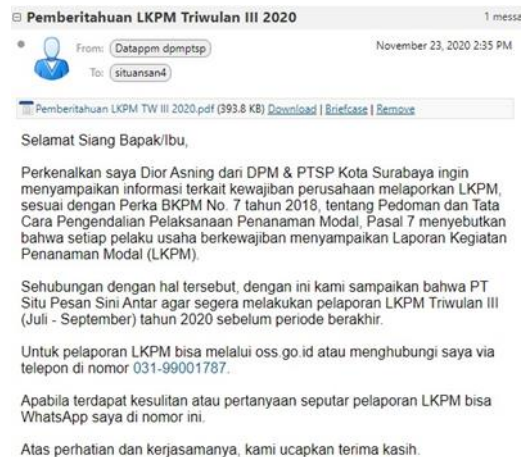 Pemberitahuan LKPM Triwulan III 2020
1 messa
From: Datappm dpmptsp
November 23, 2020 2:35 PM
To: situansan4
Pemberitahuan LKPM TW III 2020.pdf (393.8 KB) Download | Briefcase | Remove
Selamat Siang Bapak/Ibu,
Perkenalkan saya Dior Asning dari DPM & PTSP Kota Surabaya ingin
menyampaikan informasi terkait kewajiban perusahaan melaporkan LKPM,
sesuai dengan Perka BKPM No. 7 tahun 2018, tentang Pedoman dan Tata
Cara Pengendalian Pelaksanaan Penanaman Modal, Pasal 7 menyebutkan
bahwa setiap pelaku usaha berkewajiban menyampaikan Laporan Kegiatan
Penanaman Modal (LKPM).
Sehubungan dengan hal tersebut, dengan ini kami sampaikan bahwa PT
Situ Pesan Sini Antar agar segera melakukan pelaporan LKPM Triwulan III
(Juli - September) tahun 2020 sebelum periode berakhir.
Untuk pelaporan LKPM bisa melalui oss.go.id atau menghubungi saya via
telepon di nomor 031-99001787.
Apabila terdapat kesulitan atau pertanyaan seputar pelaporan LKPM bisa
WhatsApp saya di nomor ini.
Atas perhatian dan kerjasamanya, kami ucapkan terima kasih.